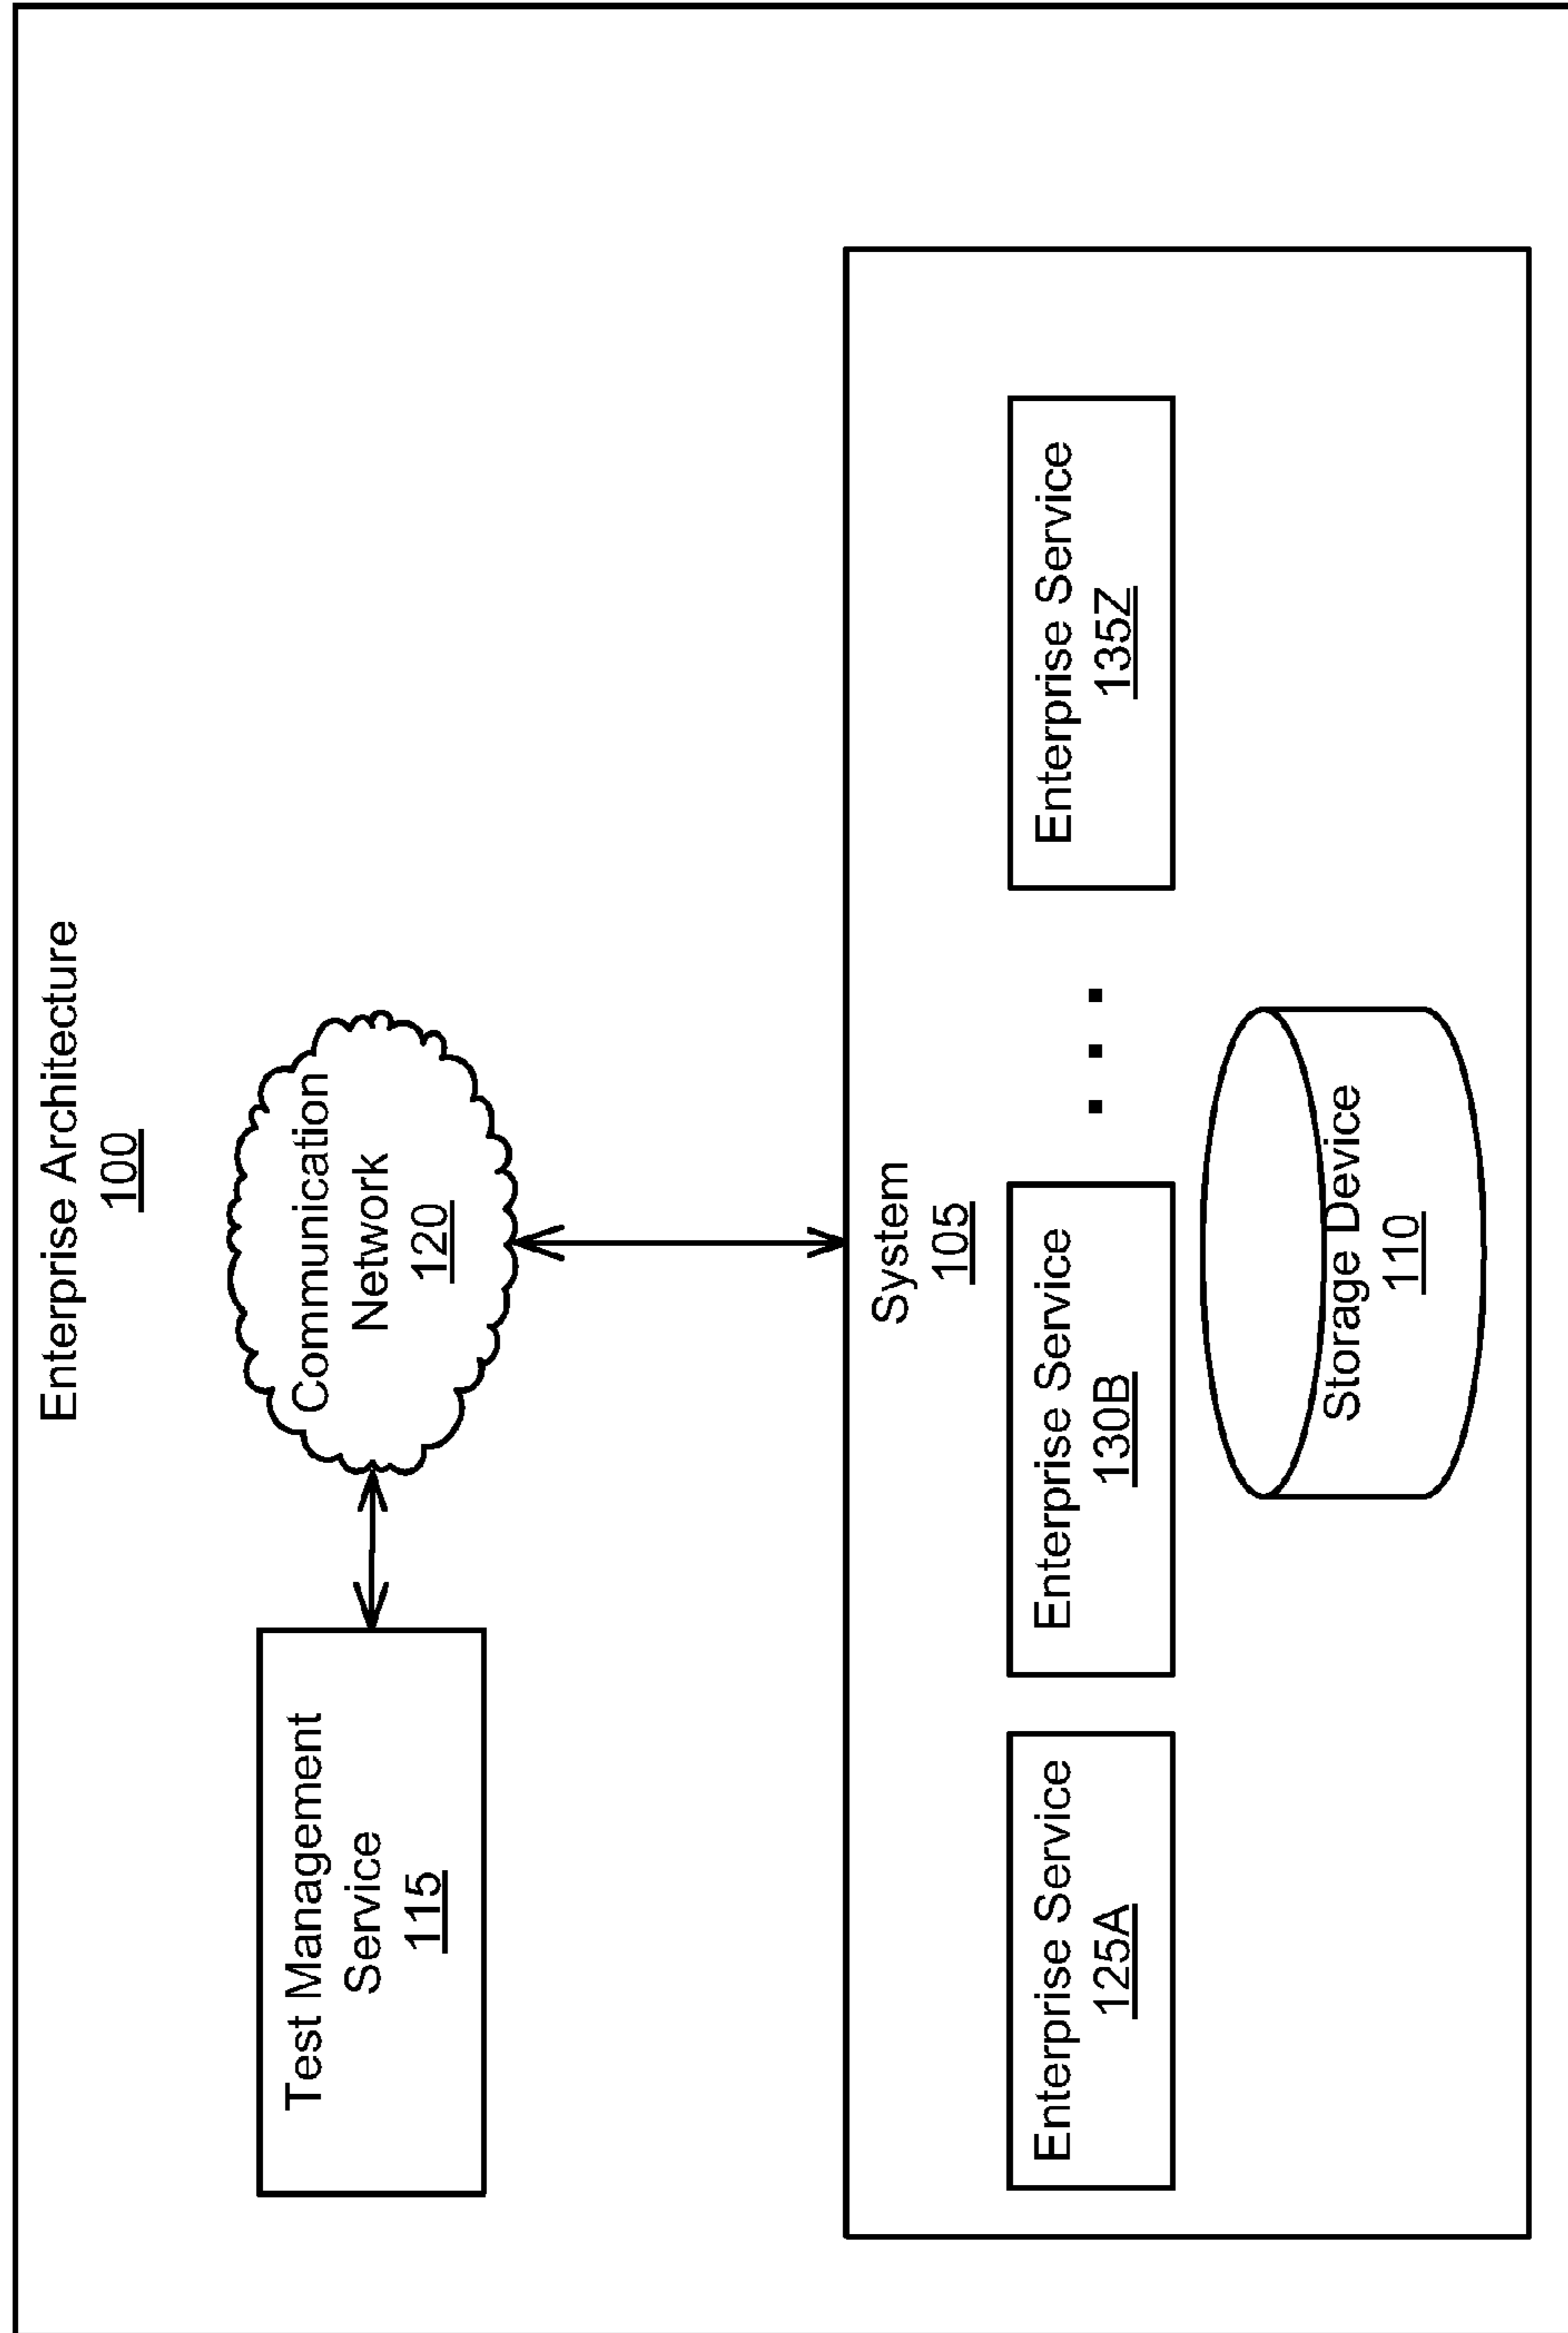 Enterprise Architecture
100
Test Management
Service
115
Communication
Network
120
System
105
Enterprise Service
125A
Enterprise Service
130B
Enterprise Service
135Z
Storage Device
110